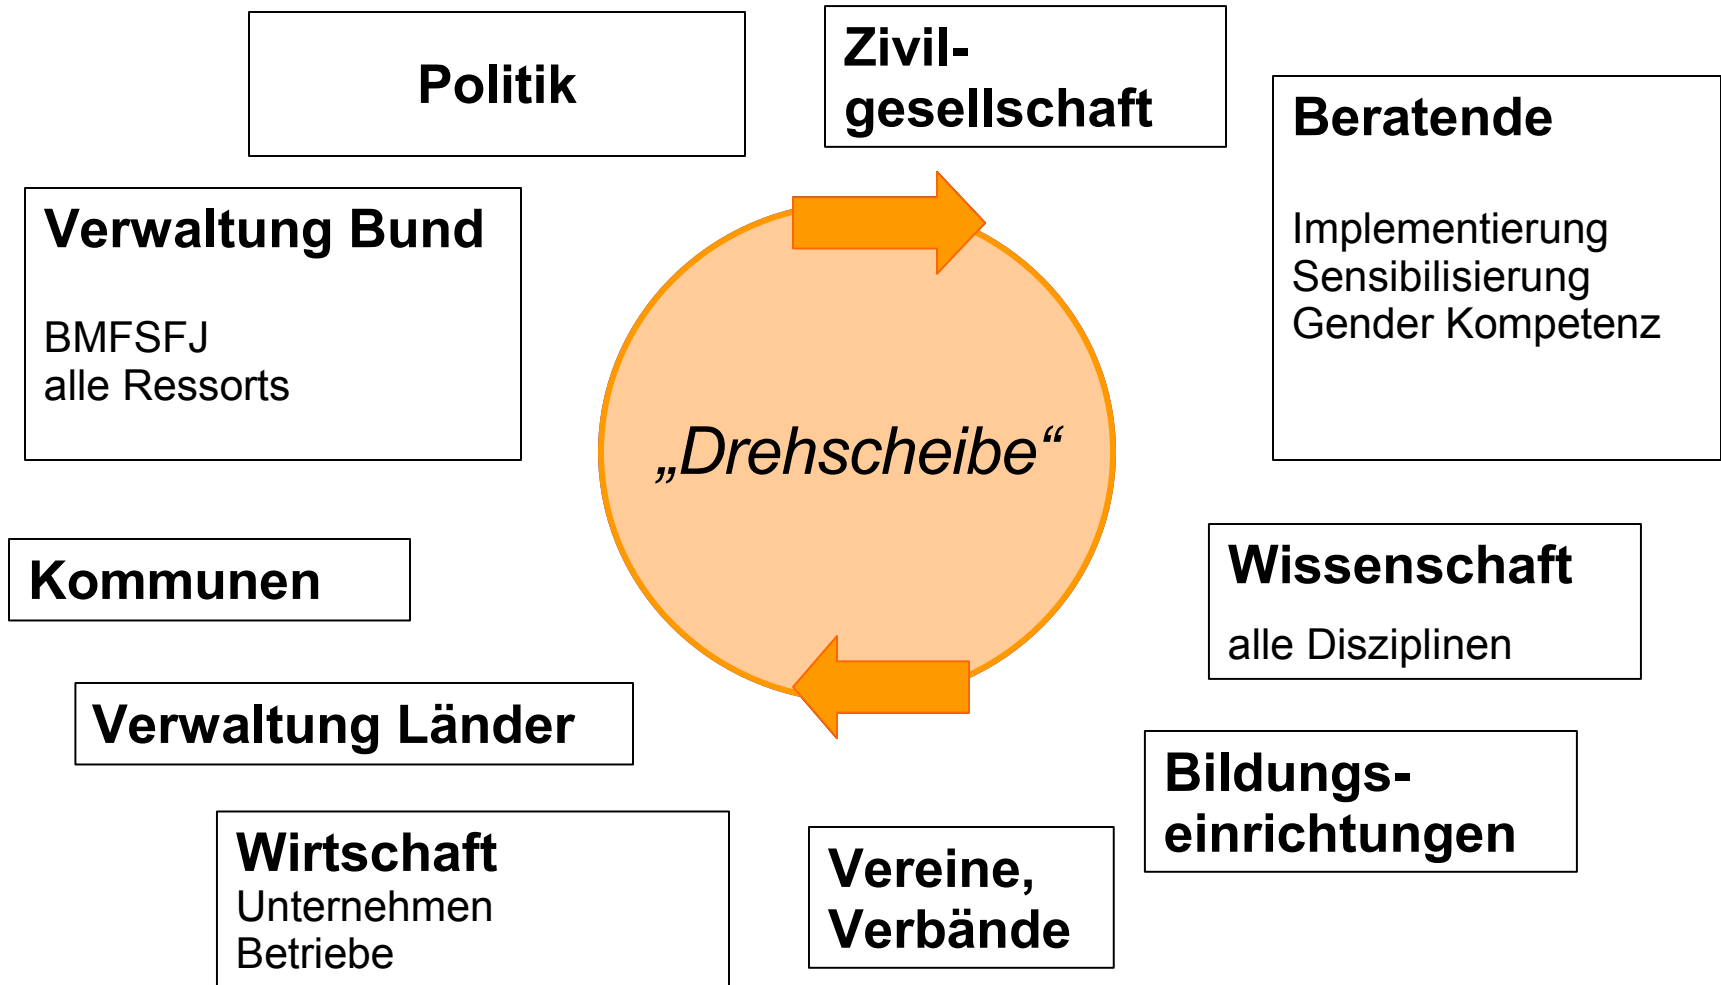 Politik
Zivil-
gesellschaft
Beratende
Implementierung
Sensibilisierung
Gender Kompetenz
Verwaltung Bund
BMFSFJ
alle Ressorts
„Drehscheibe“
Kommunen
Wissenschaft
alle Disziplinen
Verwaltung Länder
Bildungs-
einrichtungen
Wirtschaft
Unternehmen
Betriebe
Vereine,
Verbände